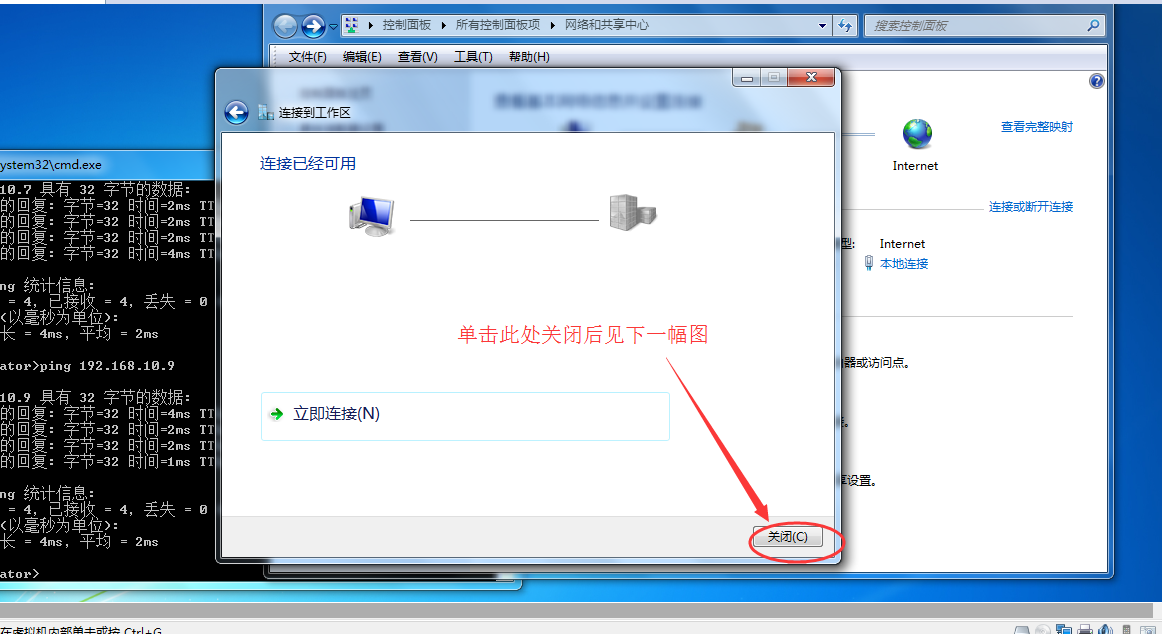 控制面板 ▸ 所有控制面板项 ▸ 网络和共享中心
搜索控制面板
文件(F) 编辑(E) 查看(V) 工具(T) 帮助(H)
连接到工作区
连接已经可用
查看完整映射
Internet
连接或断开连接
型: Internet
本地连接
器或访问点。
享设置。
单击此处关闭后见下一幅图
立即连接(N)
关闭(C)
ystem32\cmd.exe
10.7 具有 32 字节的数据:
的回复: 字节=32 时间=2ms TT
的回复: 字节=32 时间=2ms TT
的回复: 字节=32 时间=2ms TT
的回复: 字节=32 时间=4ms TT
ng 统计信息:
= 4, 已接收 = 4, 丢失 = 0
(以毫秒为单位):
长 = 4ms, 平均 = 2ms
ator>ping 192.168.10.9
10.9 具有 32 字节的数据:
的回复: 字节=32 时间=4ms TT
的回复: 字节=32 时间=2ms TT
的回复: 字节=32 时间=2ms TT
的回复: 字节=32 时间=1ms TT
ng 统计信息:
= 4, 已接收 = 4, 丢失 = 0
(以毫秒为单位):
长 = 4ms, 平均 = 2ms
ator>
在虚拟机内部单击或按 Ctrl+G